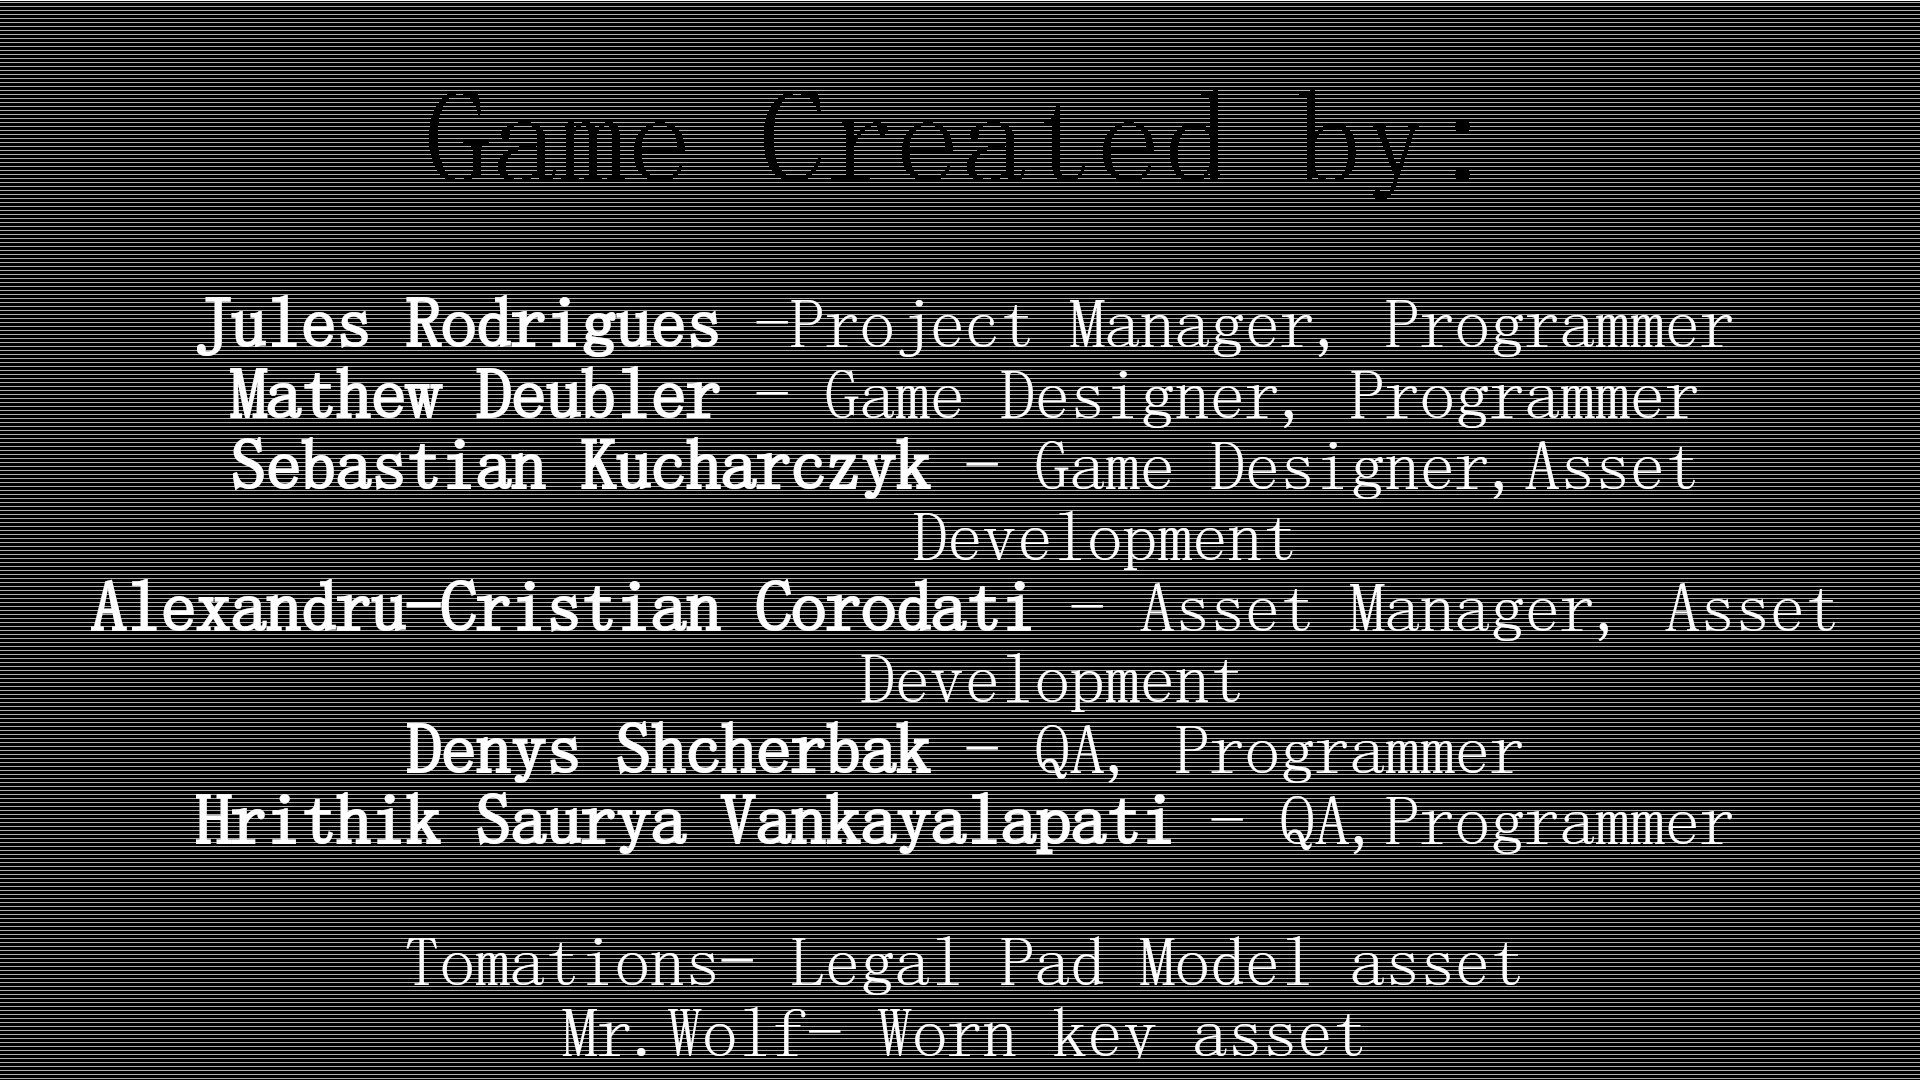 Game Created by:
Jules Rodrigues -Project Manager, Programmer
Mathew Deubler - Game Designer, Programmer
Sebastian Kucharczyk - Game Designer,Asset
Development
Alexandru-Cristian Corodati - Asset Manager, Asset
Development
Denys Shcherbak - QA, Programmer
Hrithik Saurya Vankayalapati - QA,Programmer
Tomations- Legal Pad Model asset
Mr.Wolf- Worn key asset